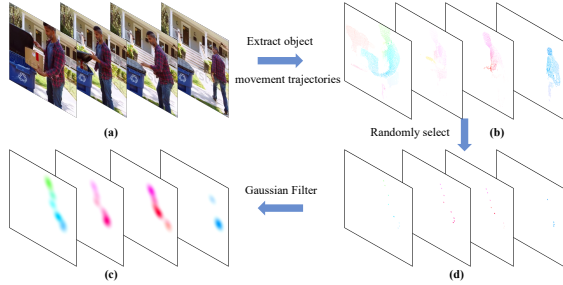 Extract object
movement trajectories
(a)
(b)
Randomly select
Gaussian Filter
(c)
(d)